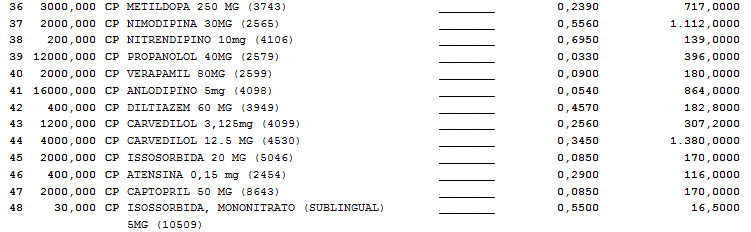 36 3000,000 CP METILDOPA 250 MG (3743) ________ 0,2390 717,0000
37 2000,000 CP NIMODIPINA 30MG (2565) ________ 0,5560 1.112,0000
38 200,000 CP NITRENDIPINO 10mg (4106) ________ 0,6950 139,0000
39 12000,000 CP PROPANOLOL 40MG (2579) ________ 0,0330 396,0000
40 2000,000 CP VERAPAMIL 80MG (2599) ________ 0,0900 180,0000
41 16000,000 CP ANLODIPINO 5mg (4098) ________ 0,0540 864,0000
42 400,000 CP DILTIAZEM 60 MG (3949) ________ 0,4570 182,8000
43 1200,000 CP CARVEDILOL 3,125mg (4099) ________ 0,2560 307,2000
44 4000,000 CP CARVEDILOL 12.5 MG (4530) ________ 0,3450 1.380,0000
45 2000,000 CP ISSOSORBIDA 20 MG (5046) ________ 0,0850 170,0000
46 400,000 CP ATENSINA 0,15 mg (2454) ________ 0,2900 116,0000
47 2000,000 CP CAPTOPRIL 50 MG (8643) ________ 0,0850 170,0000
48 30,000 CP ISOSSORBIDA, MONONITRATO (SUBLINGUAL) ________ 0,5500 16,5000
5MG (10509)